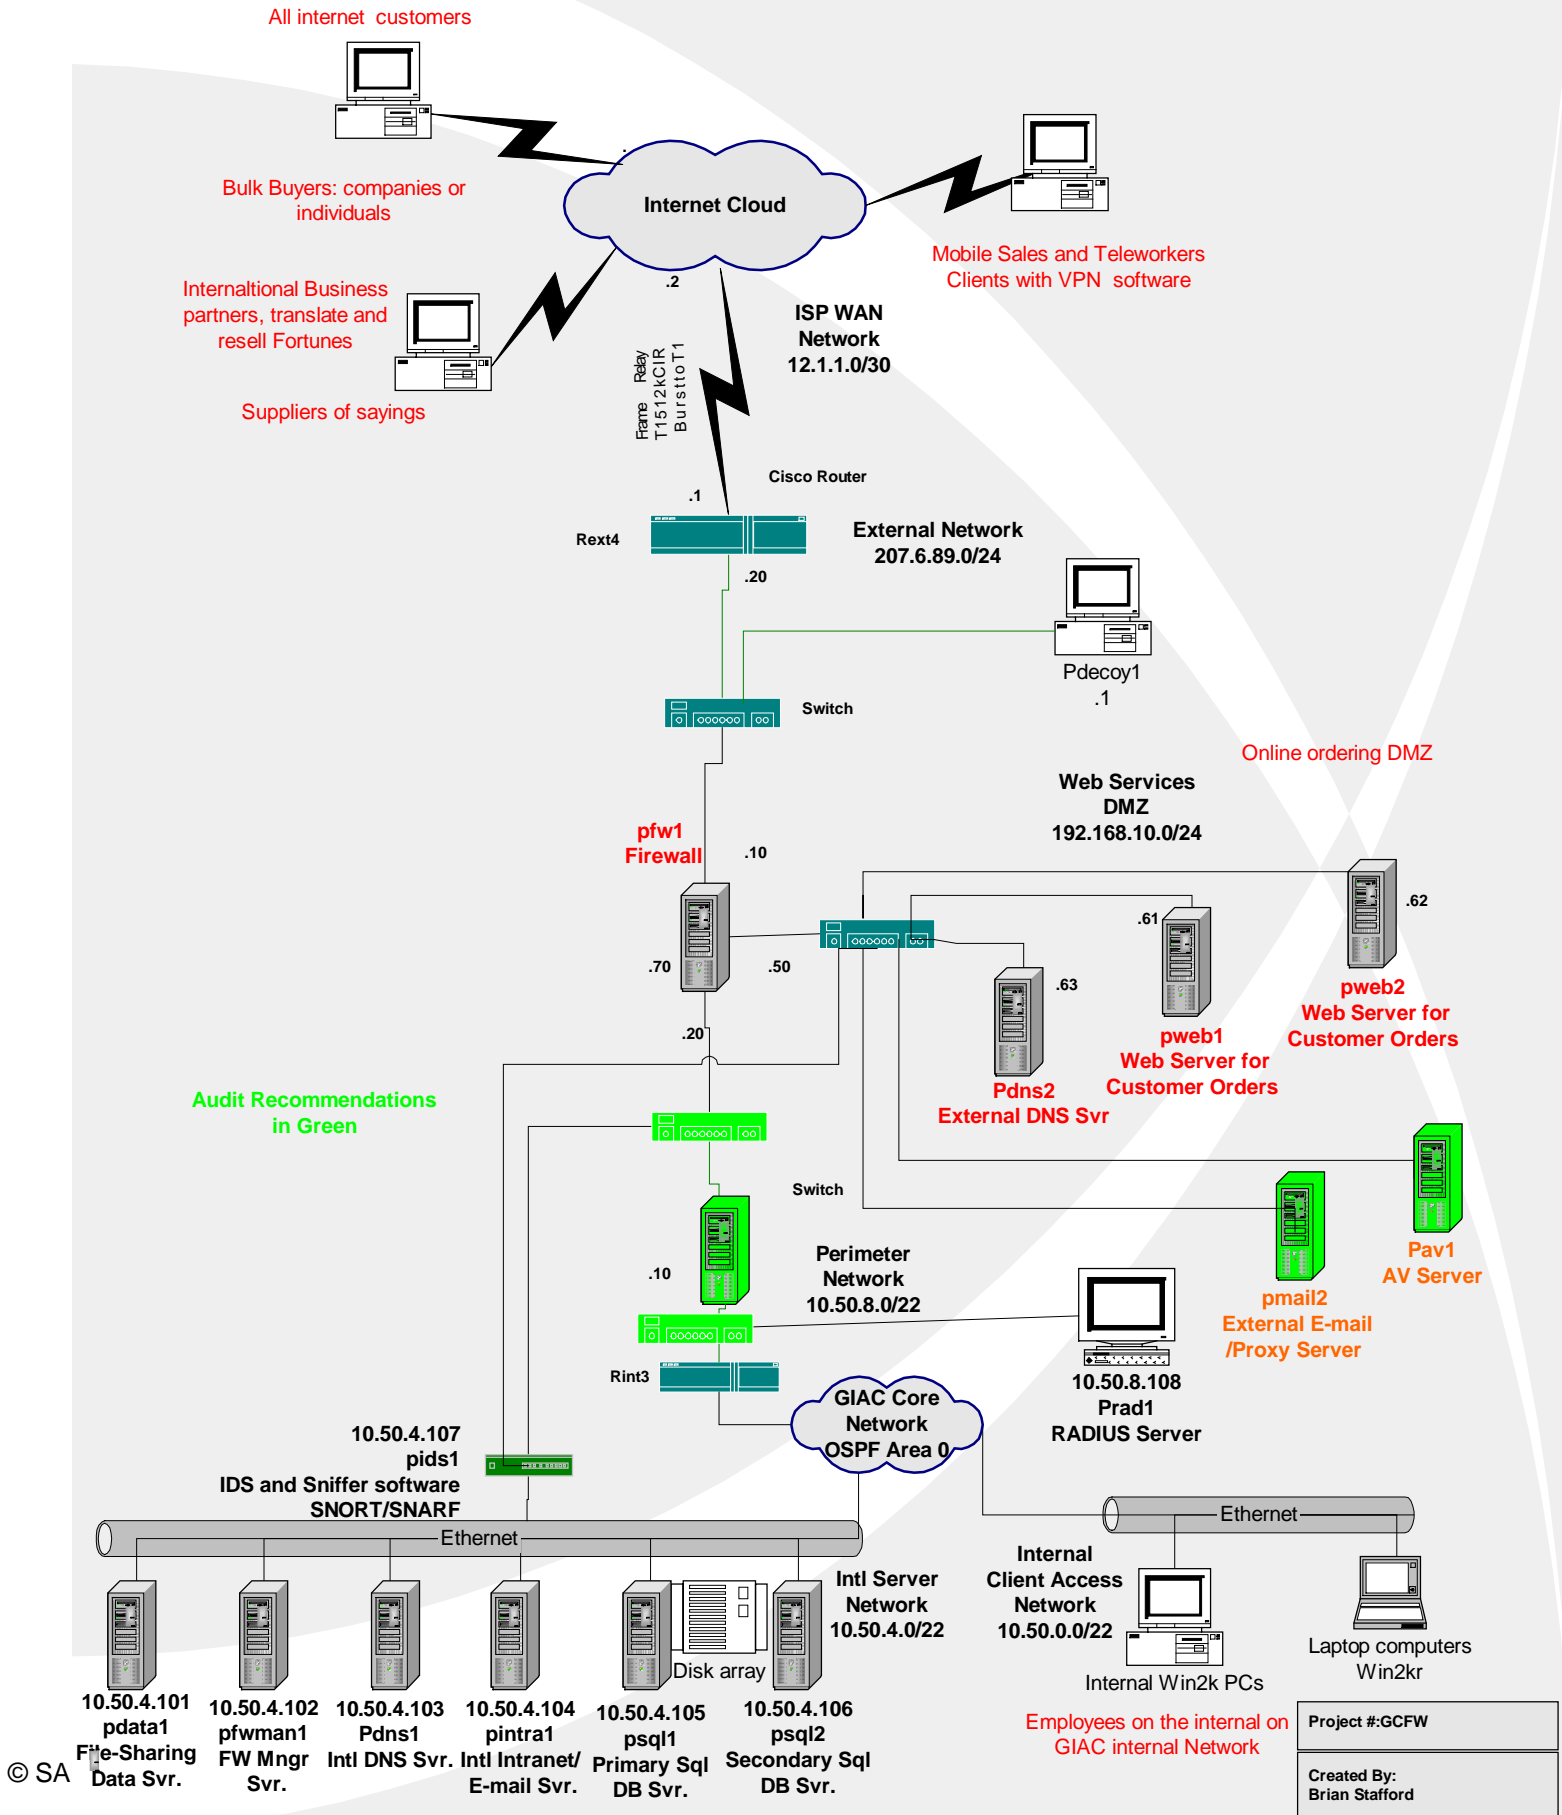 All internet customers
Bulk Buyers: companies or
individuals
Internet Cloud
Mobile Sales and Teleworkers
Clients with VPN software
Internaltional Business
partners, translate and
resell Fortunes
Suppliers of sayings
.2
ISP WAN
Network
12.1.1.0/30
Frame Relay
T1512kCIR
BursttoT1
Cisco Router
.1
Rext4
External Network
207.6.89.0/24
.20
Pdecoy1
.1
Switch
Online ordering DMZ
Web Services
DMZ
192.168.10.0/24
pfw1
Firewall
.10
.70
.50
.20
.61
.62
.63
pweb2
Web Server for
Customer Orders
pweb1
Web Server for
Customer Orders
Pdns2
External DNS Svr
Audit Recommendations
in Green
Switch
Pav1
AV Server
pmail2
External E-mail
/Proxy Server
.10
Perimeter
Network
10.50.8.0/22
Rint3
10.50.8.108
Prad1
RADIUS Server
GIAC Core
Network
OSPF Area 0
10.50.4.107
pids1
IDS and Sniffer software
SNORT/SNARF
Ethernet
Ethernet
Intl Server
Network
10.50.4.0/22
Internal
Client Access
Network
10.50.0.0/22
Disk array
Internal Win2k PCs
Laptop computers
Win2kr
10.50.4.101
pdata1
File-Sharing
Data Svr.
10.50.4.102
pfwman1
FW Mngr
Svr.
10.50.4.103
Pdns1
Intl DNS Svr.
10.50.4.104
pintra1
Intl Intranet/
E-mail Svr.
10.50.4.105
psql1
Primary Sql
DB Svr.
10.50.4.106
psql2
Secondary Sql
DB Svr.
Employees on the internal on
GIAC internal Network
Project #:GCFW
Created By:
Brian Stafford
© SA